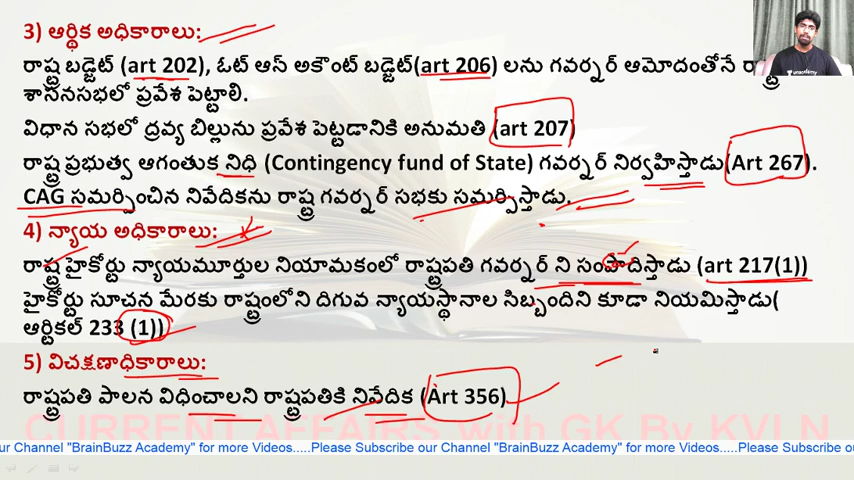 3) ఆర్థిక అధికారాలు:
రాష్ట్ర బడ్జెట్ (art 202), ఓట్ ఆన్ అకౌంట్ బడ్జెట్(art 206) లను గవర్నర్ ఆమోదంతోనే రాష్ట్ర
శాసనసభలో ప్రవేశ పెట్టాలి.
విధాన సభలో ద్రవ్య బిల్లును ప్రవేశ పెట్టడానికి అనుమతి (art 207)
రాష్ట్ర ప్రభుత్వ ఆగంతుక నిధి (Contingency fund of State) గవర్నర్ నిర్వహిస్తాడు(Art 267).
CAG సమర్పించిన నివేదికను రాష్ట్ర గవర్నర్ సభకు సమర్పిస్తాడు.
4) న్యాయ అధికారాలు:
రాష్ట్ర హైకోర్టు న్యాయమూర్తుల నియామకంలో రాష్ట్రపతి గవర్నర్ ని సంప్రదిస్తాడు (art 217(1))
హైకోర్టు సూచన మేరకు రాష్ట్రంలోని దిగువ న్యాయస్థానాల సిబ్బందిని కూడా నియమిస్తాడు(
ఆర్టికల్ 233 (1))
5) విచక్షణాధికారాలు:
రాష్ట్రపతి పాలన విధించాలని రాష్ట్రపతికి నివేదిక (Art 356)
CURRENT AFFAIRS with GK By KVLN
our Channel "BrainBuzz Academy" for more Videos.....Please Subscribe our Channel "BrainBuzz Academy" for more Videos.....Please Subscribe ou
unacademy